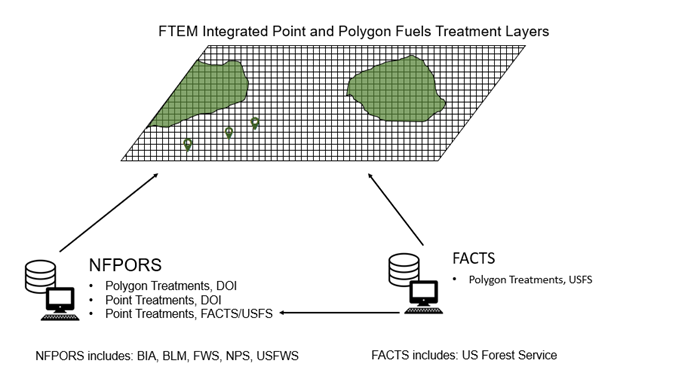 FTEM Integrated Point and Polygon Fuels Treatment Layers
NFPORS
• Polygon Treatments, DOI
• Point Treatments, DOI
• Point Treatments, FACTS/USFS
FACTS
• Polygon Treatments, USFS
NFPORS includes: BIA, BLM, FWS, NPS, USFWS
FACTS includes: US Forest Service